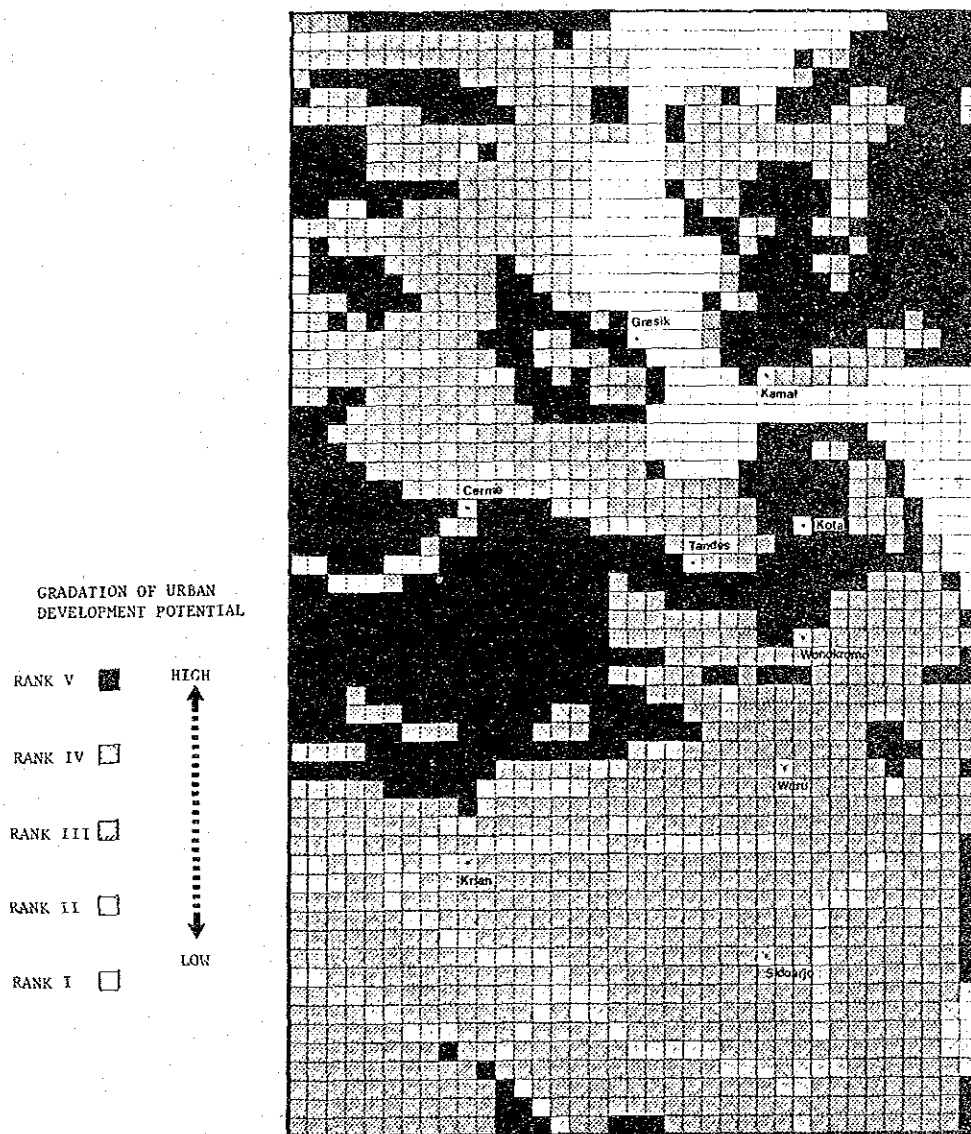 GRADATION OF URBAN
DEVELOPMENT POTENTIAL
RANK V
HIGH
RANK IV
RANK III
RANK II
LOW
RANK I
Gresik
Kamal
Cerme
Kota
Tandes
Wonokromo
Waru
Krian
Sidoarjo